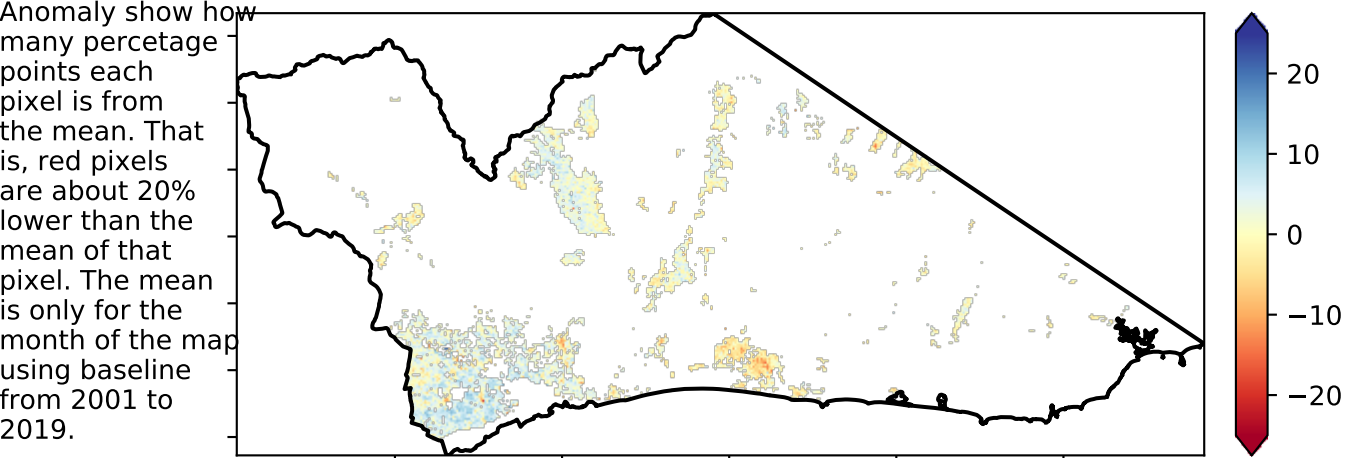 Anomaly show how
many percetage
points each
pixel is from
the mean. That
is, red pixels
are about 20%
lower than the
mean of that
pixel. The mean
is only for the
month of the map
using baseline
from 2001 to
2019.
20
10
0
−10
−20